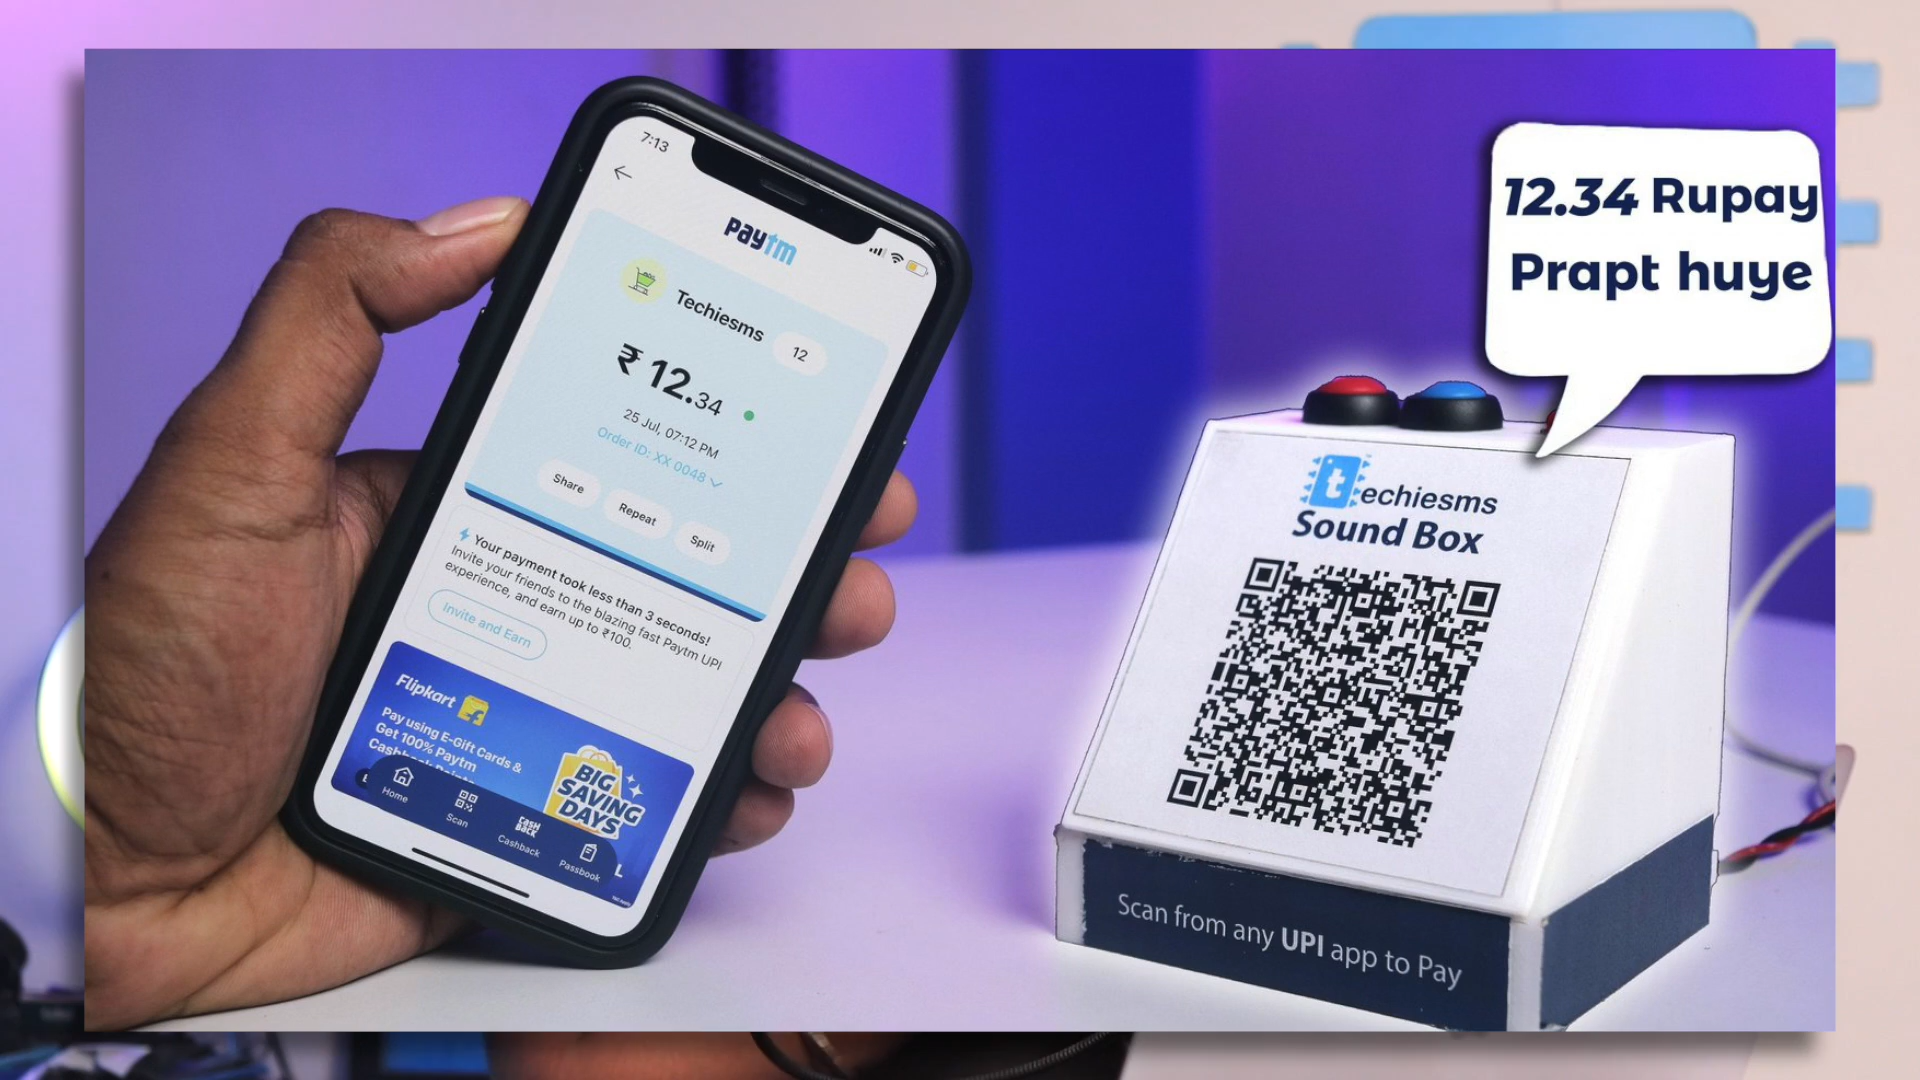 7:13
paytm
Techiesms
12
₹ 12.34
25 Jul, 07:12 PM
Order ID: XX 0048
Share
Repeat
Split
Your payment took less than 3 seconds!
Invite your friends to the blazing fast Paytm UPI
experience, and earn up to ₹100.
Invite and Earn
Flipkart
Pay using E-Gift Cards &
Get 100% Paytm
BIG
SAVING
DAYS
Home
Scan
CASH
BACK
Cashback
Passbook
12.34 Rupay
Prapt huye
techiesms
Sound Box
Scan from any UPI app to Pay